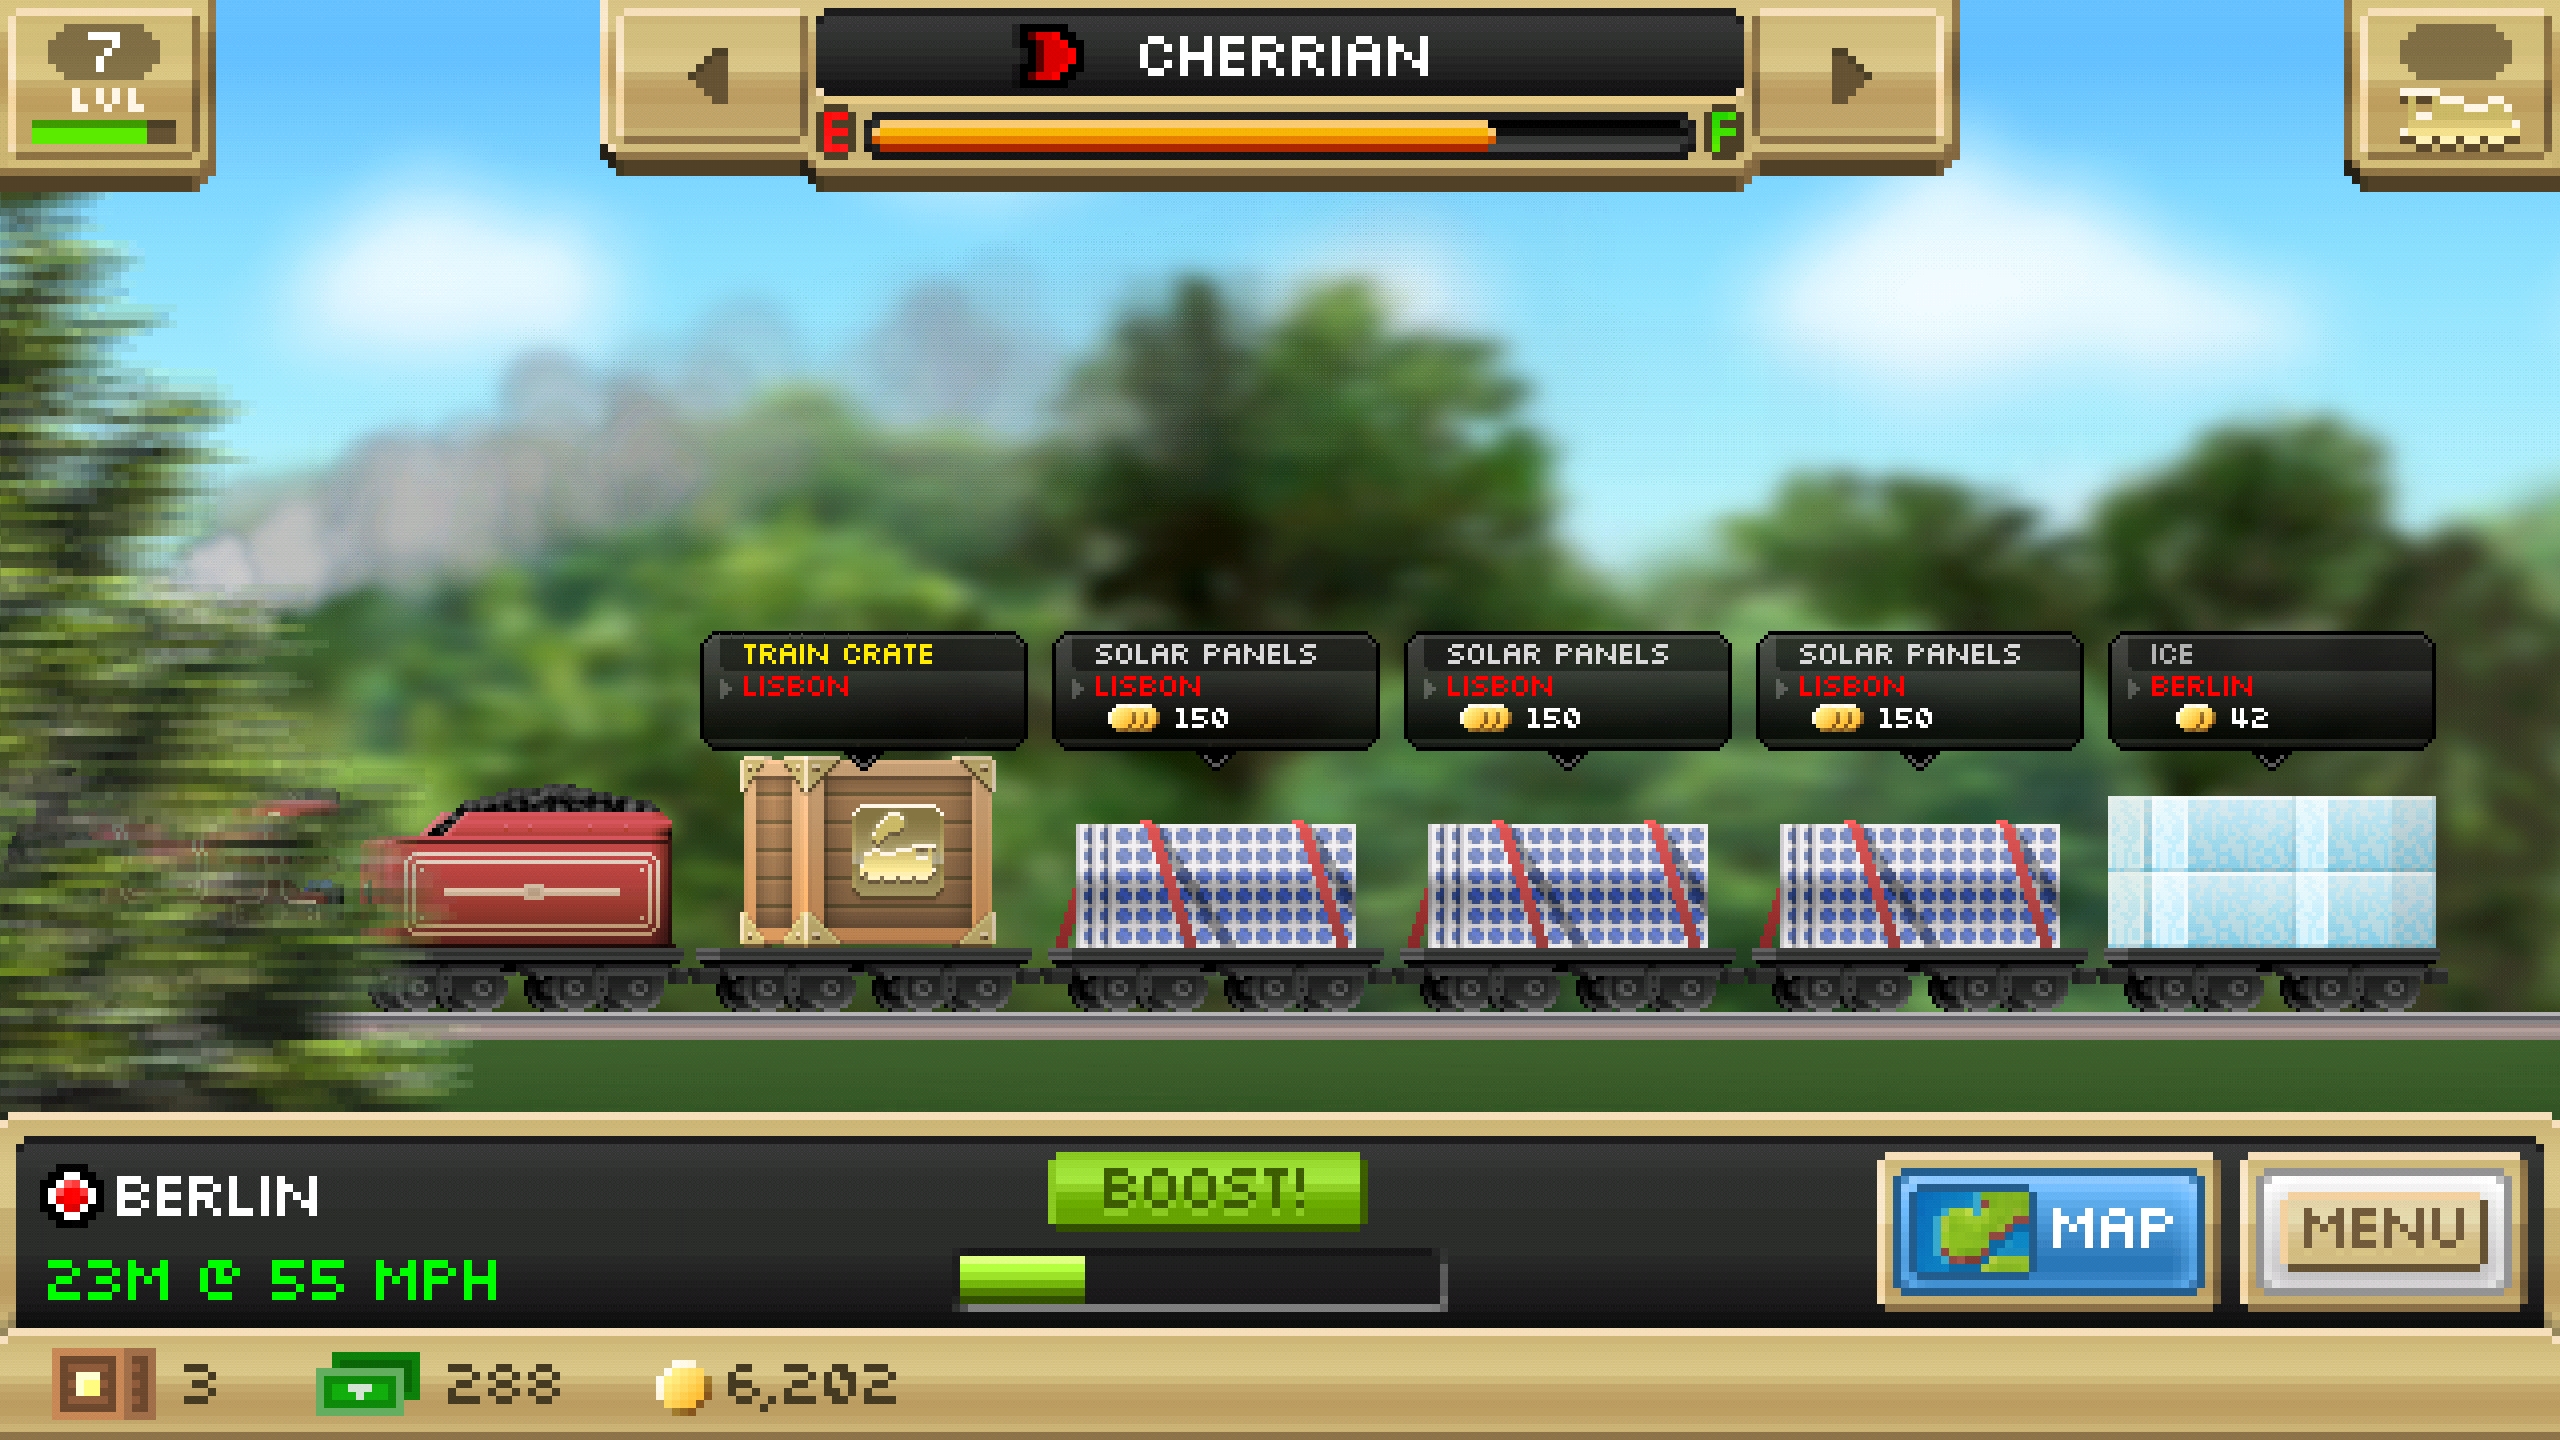 7
LVL
CHERRIAN
E
F
TRAIN CRATE
LISBON
SOLAR PANELS
LISBON
150
SOLAR PANELS
LISBON
150
SOLAR PANELS
LISBON
150
ICE
BERLIN
42
BERLIN
23M @ 55 MPH
BOOST!
MAP
MENU
3
288
6,202